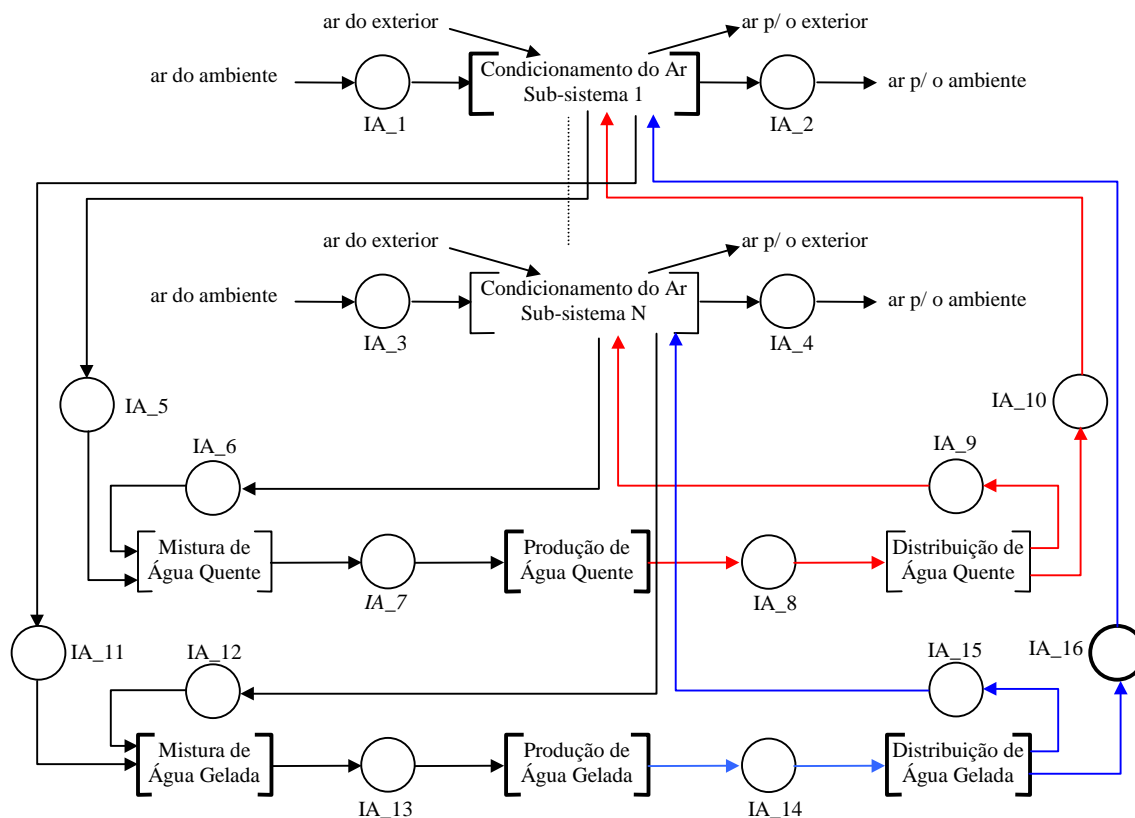 ar do exterior
ar p/ o exterior
ar do ambiente
Condicionamento do Ar
Sub-sistema 1
ar p/ o ambiente
IA_1
IA_2
ar do exterior
ar p/ o exterior
ar do ambiente
Condicionamento do Ar
Sub-sistema N
ar p/ o ambiente
IA_3
IA_4
IA_5
IA_10
IA_6
IA_9
Mistura de
Água Quente
Produção de
Água Quente
Distribuição de
Água Quente
IA_7
IA_8
IA_11
IA_12
IA_15
IA_16
Mistura de
Água Gelada
Produção de
Água Gelada
Distribuição de
Água Gelada
IA_13
IA_14